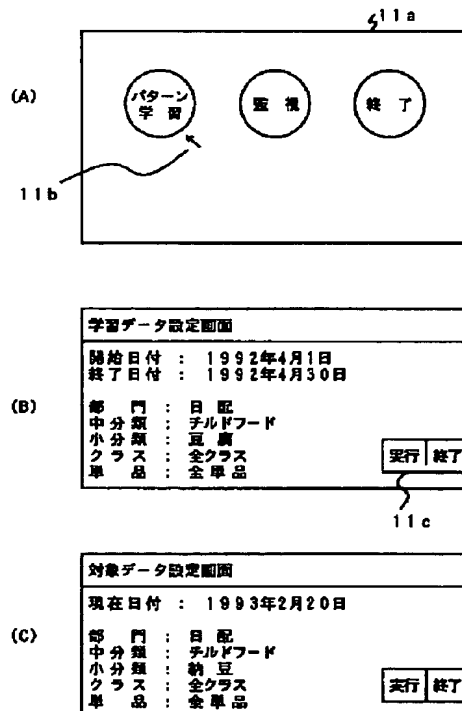 11a
(A)
パターン
学習
監視
終了
11b
学習データ設定画面
開始日付 : 1992年4月1日
終了日付 : 1992年4月30日
(B)
部門 : 日配
中分類 : チルドフード
小分類 : 豆腐
クラス : 全クラス
単品 : 全単品
実行 終了
11c
対象データ設定画面
現在日付 : 1993年2月20日
(C)
部門 : 日配
中分類 : チルドフード
小分類 : 納豆
クラス : 全クラス
単品 : 全単品
実行 終了